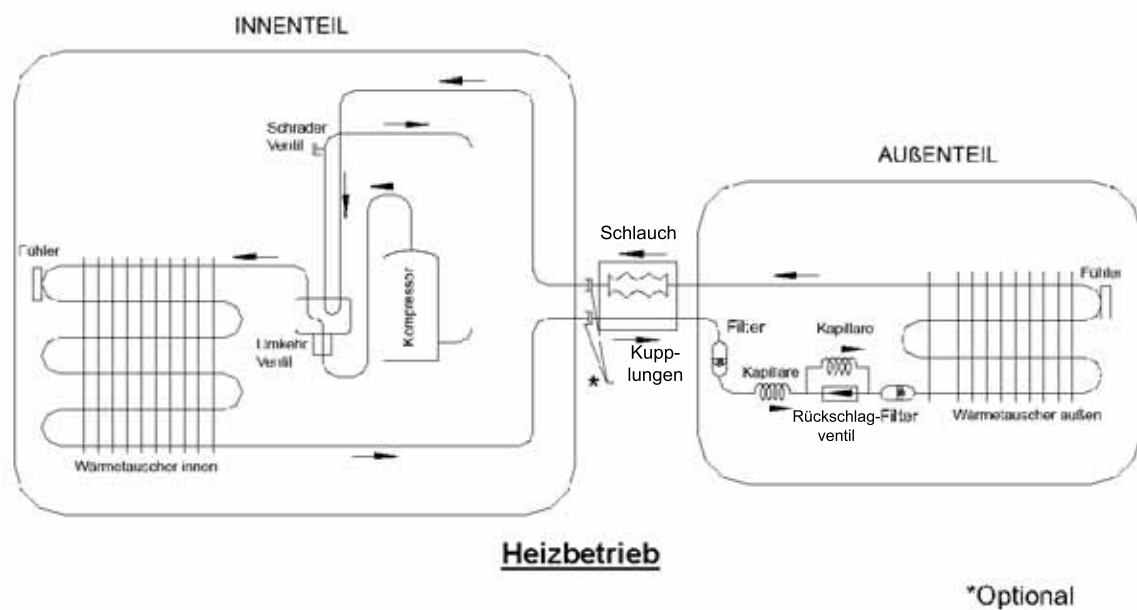 INNENTEIL
Schrader
Ventil
Fühler
Kompressor
Umkehr
Ventil
Wärmetauscher innen
AUßENTEIL
Schlauch
Fühler
Filter
Kapillaro
Kupp-
lungen
Kapillare
*
Rückschlag-
ventil
Filter
Wärmetauscher außen
Heizbetrieb
*Optional